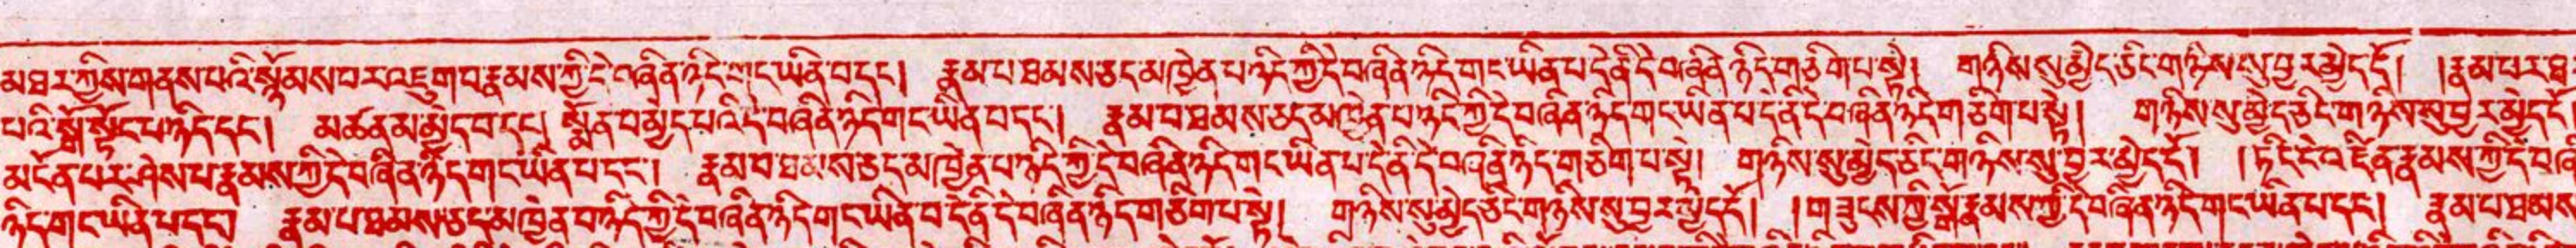 མཐར་གྱིས་གནས་པའི་སྙོམས་པར་འཇུག་པ་རྣམས་ཀྱི་དེ་བཞིན་ཉིད་གང་ཡིན་པ་དང༌། རྣམ་པ་ཐམས་ཅད་མཁྱེན་པ་ཉིད་ཀྱི་དེ་བཞིན་ཉིད་གང་ཡིན་པ་དེ་ནི་དེ་བཞིན་ཉིད་གཅིག་པ་སྟེ། གཉིས་སུ་མེད་ཅིང་གཉིས་སུ་བྱར་མེད་དོ། །རྣམ་པར་ཐར
པའི་སྒོ་སྟོང་པ་ཉིད་དང༌། མཚན་མ་མེད་པ་དང༌། སྨོན་པ་མེད་པའི་དེ་བཞིན་ཉིད་གང་ཡིན་པ་དང༌། རྣམ་པ་ཐམས་ཅད་མཁྱེན་པ་ཉིད་ཀྱི་དེ་བཞིན་ཉིད་གང་ཡིན་པ་དེ་ནི་དེ་བཞིན་ཉིད་གཅིག་པ་སྟེ། གཉིས་སུ་མེད་ཅིང་གཉིས་སུ་བྱར་མེད་དོ
མངོན་པར་ཤེས་པ་རྣམས་ཀྱི་དེ་བཞིན་ཉིད་གང་ཡིན་པ་དང༌། རྣམ་པ་ཐམས་ཅད་མཁྱེན་པ་ཉིད་ཀྱི་དེ་བཞིན་ཉིད་གང་ཡིན་པ་དེ་ནི་དེ་བཞིན་ཉིད་གཅིག་པ་སྟེ། གཉིས་སུ་མེད་ཅིང་གཉིས་སུ་བྱར་མེད་དོ། །ཏིང་ངེ་འཛིན་རྣམས་ཀྱི་དེ་
ཉིད་གང་ཡིན་པ་དང༌། རྣམ་པ་ཐམས་ཅད་མཁྱེན་པ་ཉིད་ཀྱི་དེ་བཞིན་ཉིད་གང་ཡིན་པ་དེ་ནི་དེ་བཞིན་ཉིད་གཅིག་པ་སྟེ། གཉིས་སུ་མེད་ཅིང་གཉིས་སུ་བྱར་མེད་དོ། །གཟུངས་ཀྱི་སྒོ་རྣམས་ཀྱི་དེ་བཞིན་ཉིད་གང་ཡིན་པ་དང༌། རྣམ་པ་ཐམས